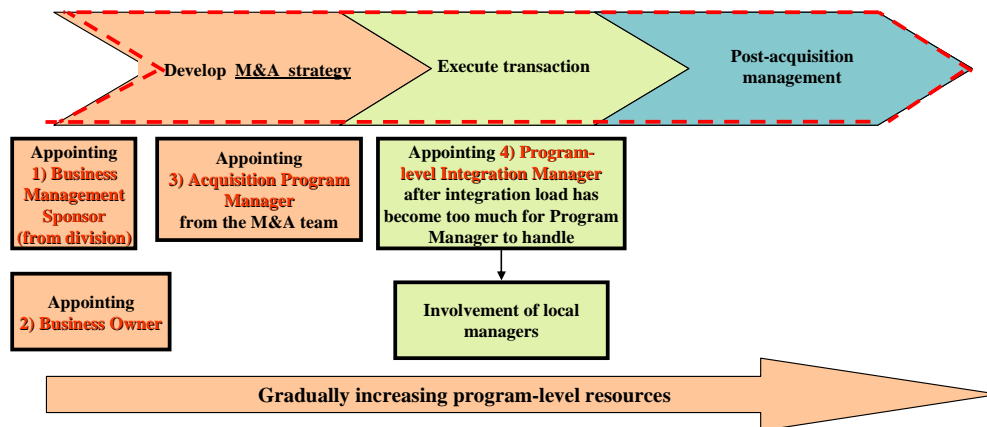 Develop M&A strategy
Execute transaction
Post-acquisition
management
Appointing
1) Business
Management
Sponsor
(from division)
Appointing
3) Acquisition Program
Manager
from the M&A team
Appointing 4) Program-
level Integration Manager
after integration load has
become too much for Program
Manager to handle
Appointing
2) Business Owner
Involvement of local
managers
Gradually increasing program-level resources